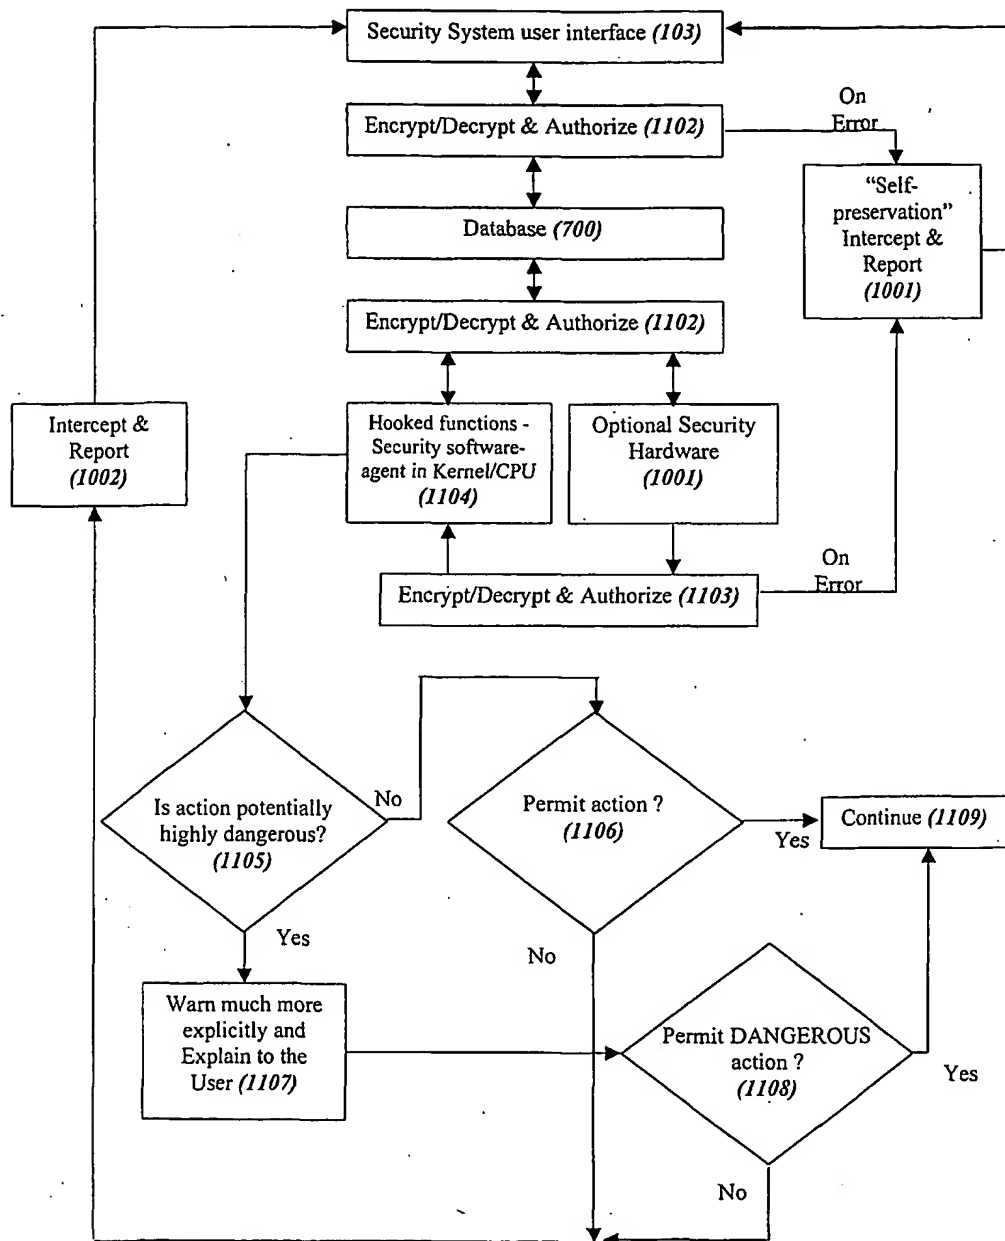 Security System user interface (103)
On
Error
Encrypt/Decrypt & Authorize (1102)
"Self-
preservation"
Intercept &
Report
(1001)
Database (700)
Encrypt/Decrypt & Authorize (1102)
Intercept &
Report
(1002)
Hooked functions -
Security software-
agent in Kernel/CPU
(1104)
Optional Security
Hardware
(1001)
On
Error
Encrypt/Decrypt & Authorize (1103)
Is action potentially
highly dangerous?
(1105)
No
Permit action ?
(1106)
Yes
Continue (1109)
Yes
No
Warn much more
explicitly and
Explain to the
User (1107)
Permit DANGEROUS
action ?
(1108)
Yes
No